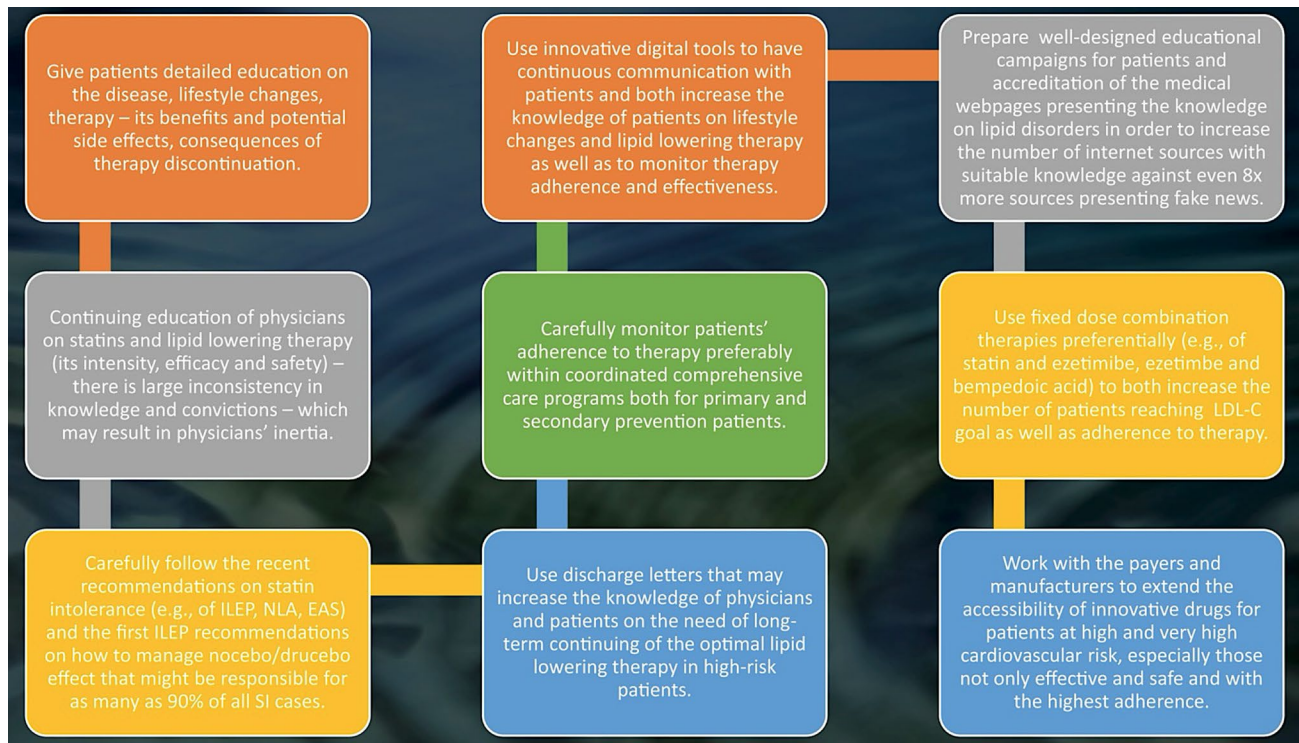 Give patients detailed education on
the disease, lifestyle changes,
therapy – its benefits and potential
side effects, consequences of
therapy discontinuation.
Continuing education of physicians
on statins and lipid lowering therapy
(its intensity, efficacy and safety) –
there is large inconsistency in
knowledge and convictions – which
may result in physicians’ inertia.
Carefully follow the recent
recommendations on statin
intolerance (e.g., of ILEP, NLA, EAS)
and the first ILEP recommendations
on how to manage nocebo/drucebo
effect that might be responsible for
as many as 90% of all SI cases.
Use discharge letters that may
increase the knowledge of physicians
and patients on the need of long-
term continuing of the optimal lipid
lowering therapy in high-risk
patients.
Carefully monitor patients’
adherence to therapy preferably
within coordinated comprehensive
care programs both for primary and
secondary prevention patients.
Use innovative digital tools to have
continuous communication with
patients and both increase the
knowledge of patients on lifestyle
changes and lipid lowering therapy
as well as to monitor therapy
adherence and effectiveness.
Prepare well-designed educational
campaigns for patients and
accreditation of the medical
webpages presenting the knowledge
on lipid disorders in order to increase
the number of internet sources with
suitable knowledge against even 8x
more sources presenting fake news.
Use fixed dose combination
therapies preferentially (e.g., of
statin and ezetimibe, ezetimbe and
bempedoic acid) to both increase the
number of patients reaching LDL-C
goal as well as adherence to therapy.
Work with the payers and
manufacturers to extend the
accessibility of innovative drugs for
patients at high and very high
cardiovascular risk, especially those
not only effective and safe and with
the highest adherence.